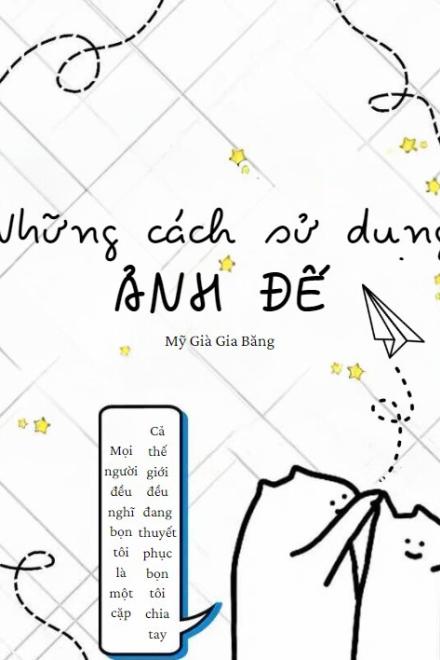 Những cách sử dụng
ẢNH ĐẾ
Mỹ Già Gia Băng
Mọi người đều nghĩ bọn tôi là một cặp
Cả thế giới đều đang thuyết phục bọn tôi chia tay